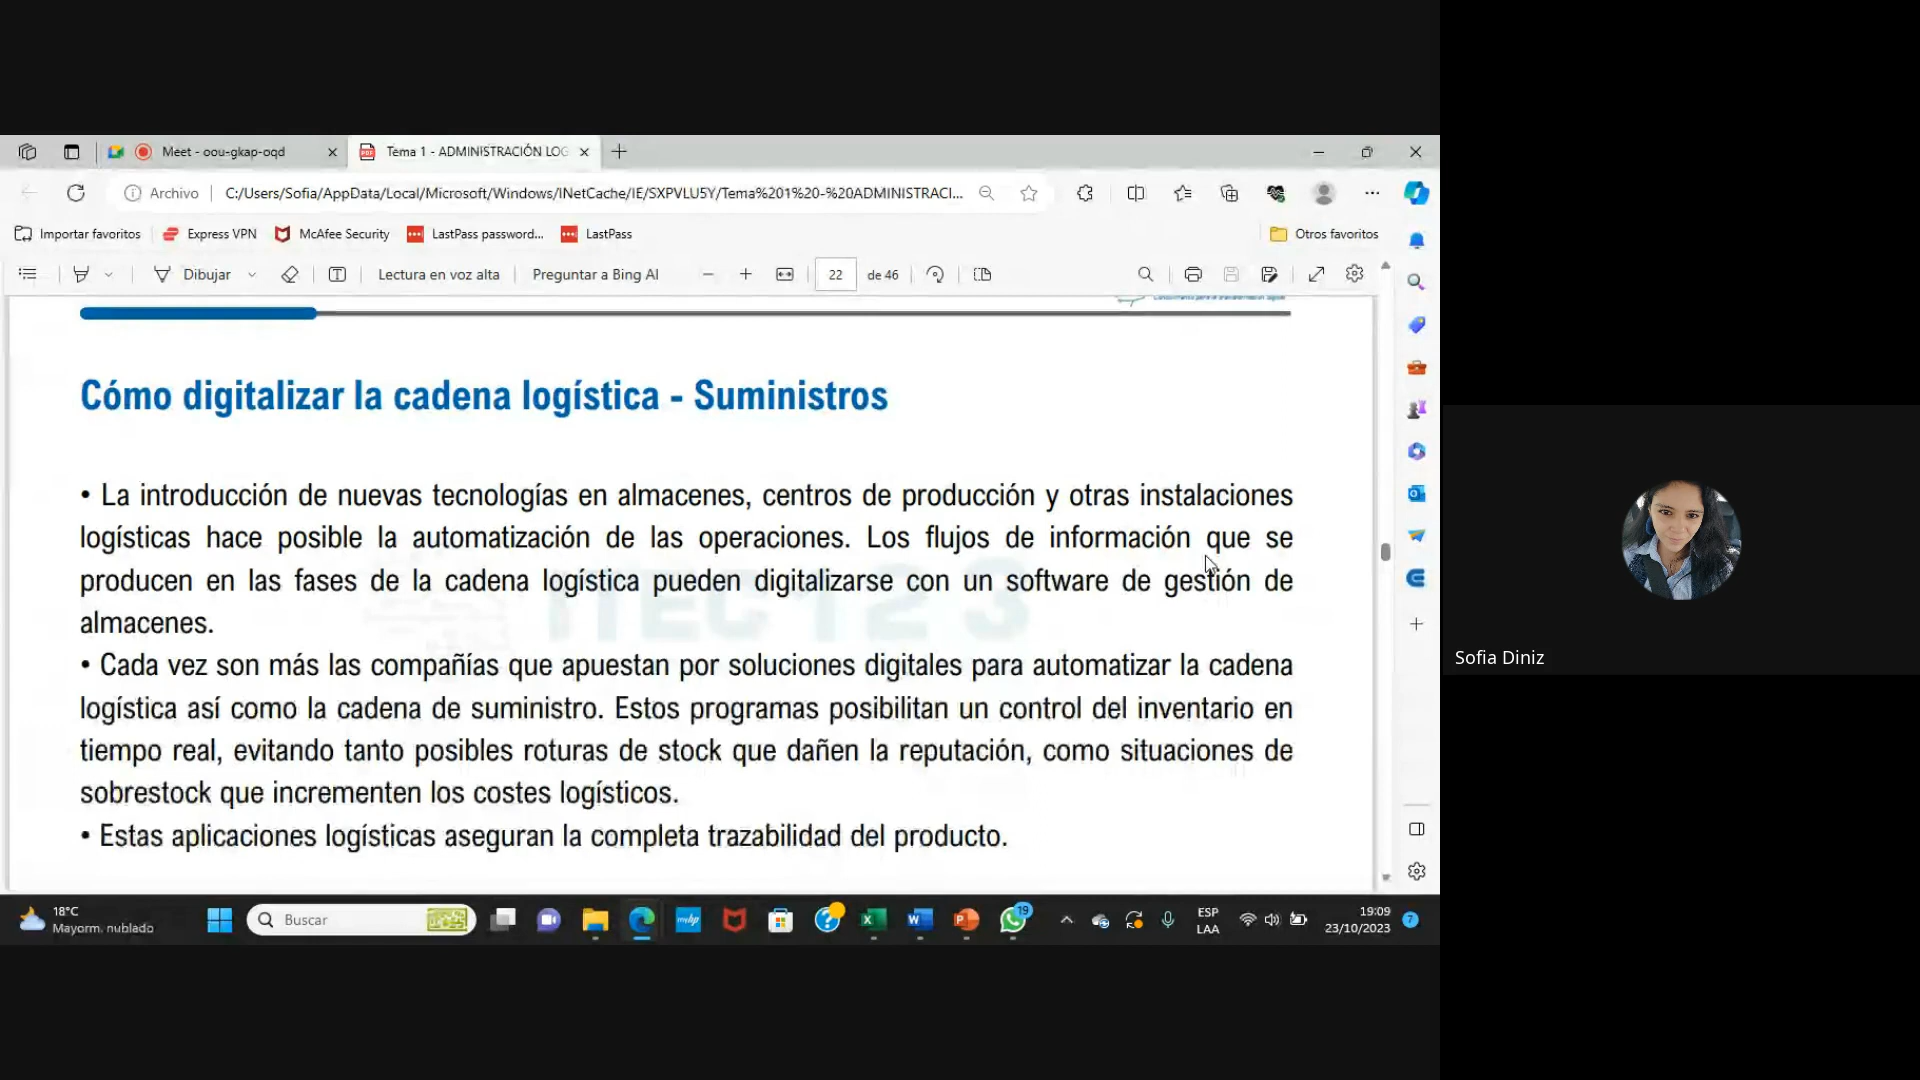 Meet - oou-gkap-oqd
Tema 1 - ADMINISTRACIÓN LOG
Archivo
C:/Users/Sofia/AppData/Local/Microsoft/Windows/INetCache/IE/SXPVLU5Y/Tema%201%20-%20ADMINISTRACI...
Importar favoritos
Express VPN
McAfee Security
LastPass password...
LastPass
Otros favoritos
Dibujar
Lectura en voz alta
Preguntar a Bing AI
22
de 46
Cómo digitalizar la cadena logística - Suministros
• La introducción de nuevas tecnologías en almacenes, centros de producción y otras instalaciones
logísticas hace posible la automatización de las operaciones. Los flujos de información que se
producen en las fases de la cadena logística pueden digitalizarse con un software de gestión de
almacenes.
ITEC 123
• Cada vez son más las compañías que apuestan por soluciones digitales para automatizar la cadena
logística así como la cadena de suministro. Estos programas posibilitan un control del inventario en
tiempo real, evitando tanto posibles roturas de stock que dañen la reputación, como situaciones de
sobrestock que incrementen los costes logísticos.
• Estas aplicaciones logísticas aseguran la completa trazabilidad del producto.
Sofia Diniz
18°C
Mayorm. nublado
Buscar
myhp
19
ESP
LAA
19:09
23/10/2023
7